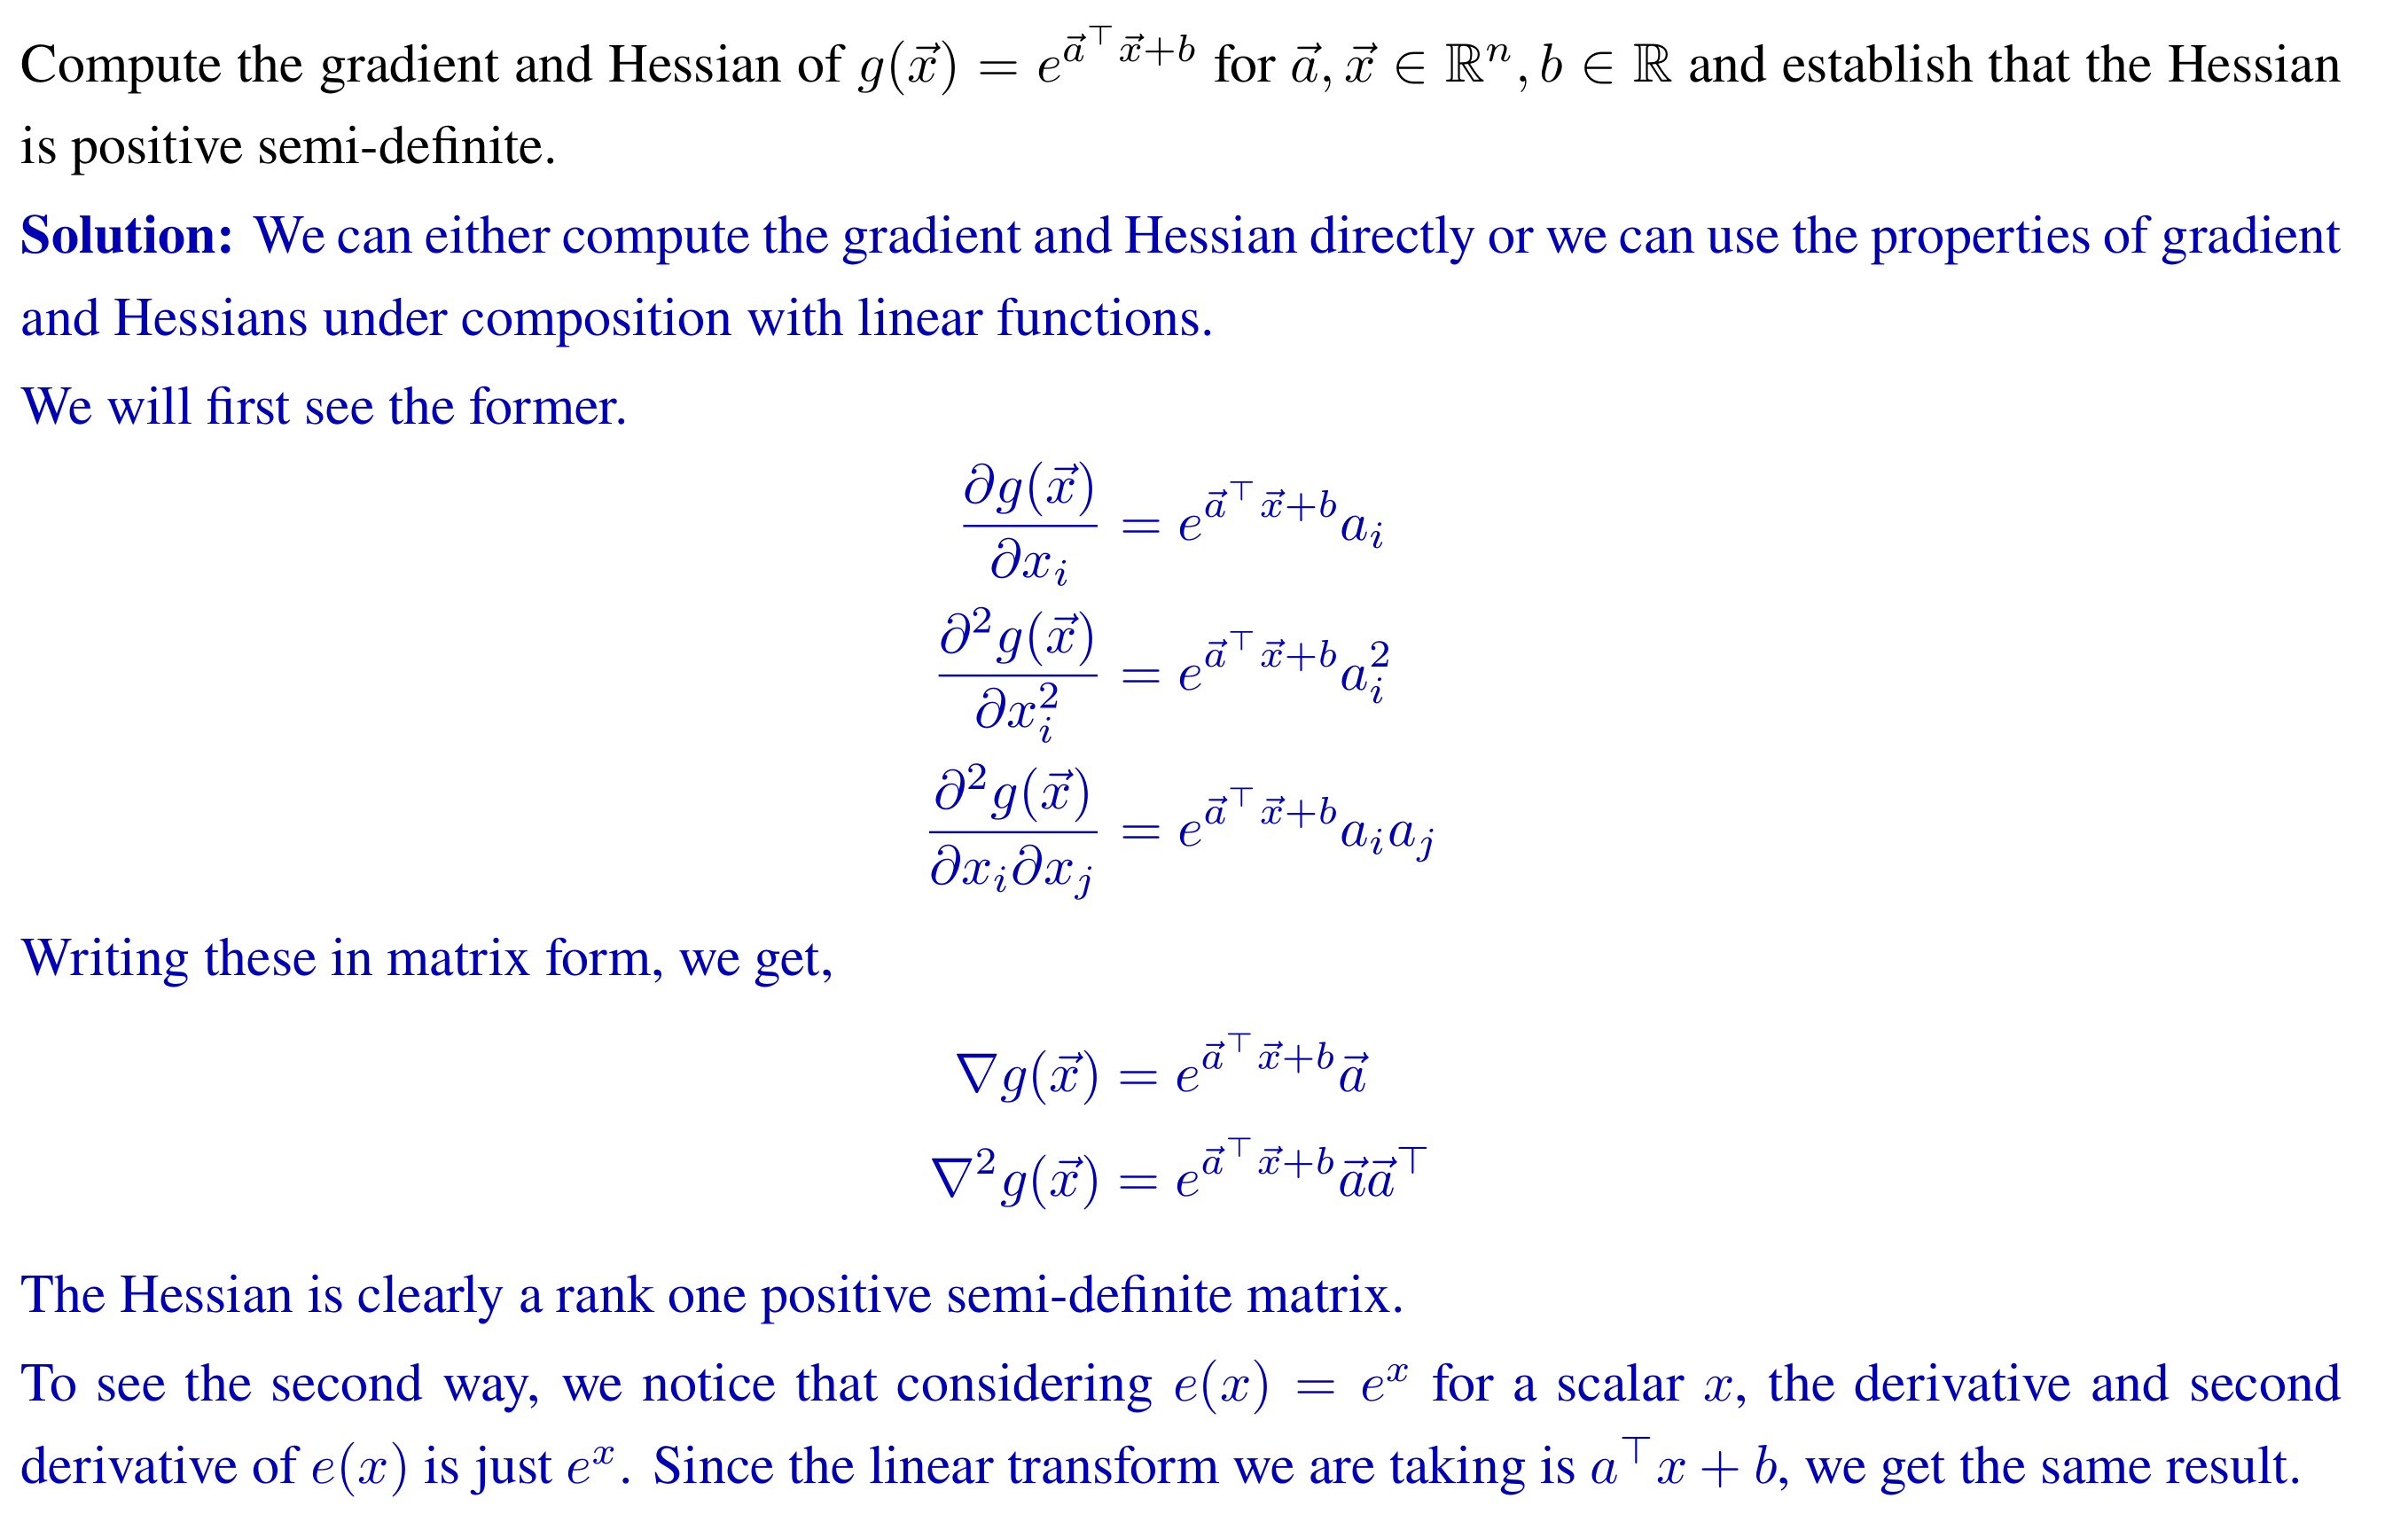 Compute the gradient and Hessian of $g(\vec{x}) = e^{\vec{a}^\top \vec{x}+b}$ for $\vec{a}, \vec{x} \in \mathbb{R}^n, b \in \mathbb{R}$ and establish that the Hessian
is positive semi-definite.
Solution: We can either compute the gradient and Hessian directly or we can use the properties of gradient
and Hessians under composition with linear functions.
We will first see the former.
$\frac{\partial g(\vec{x})}{\partial x_i} = e^{\vec{a}^\top \vec{x}+b} a_i$
$\frac{\partial^2 g(\vec{x})}{\partial x_i^2} = e^{\vec{a}^\top \vec{x}+b} a_i^2$
$\frac{\partial^2 g(\vec{x})}{\partial x_i \partial x_j} = e^{\vec{a}^\top \vec{x}+b} a_i a_j$
Writing these in matrix form, we get,
$\nabla g(\vec{x}) = e^{\vec{a}^\top \vec{x}+b} \vec{a}$
$\nabla^2 g(\vec{x}) = e^{\vec{a}^\top \vec{x}+b} \vec{a}\vec{a}^\top$
The Hessian is clearly a rank one positive semi-definite matrix.
To see the second way, we notice that considering $e(x) = e^x$ for a scalar $x$, the derivative and second
derivative of $e(x)$ is just $e^x$. Since the linear transform we are taking is $a^\top x + b$, we get the same result.